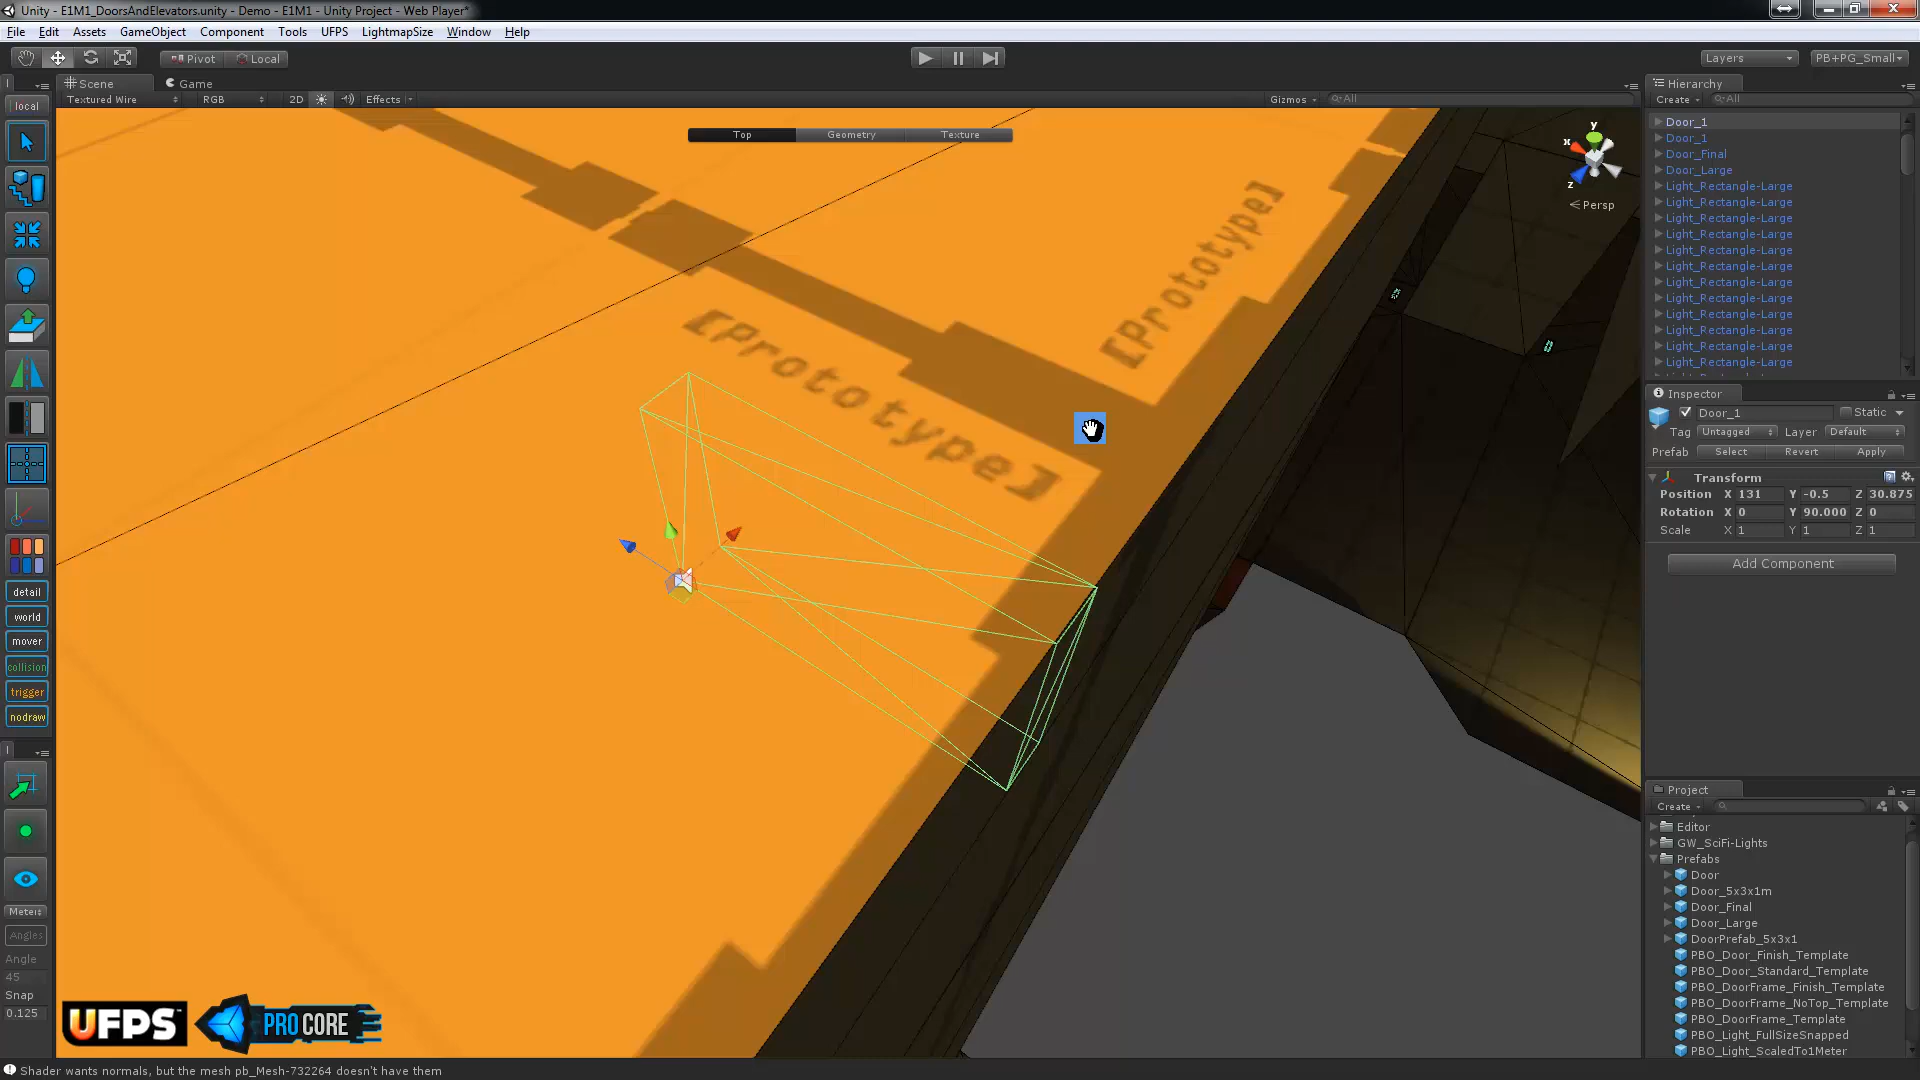 Unity - E1M1_DoorsAndElevators.unity - Demo - E1M1 - Unity Project - Web Player*
File Edit Assets GameObject Component Tools UFPS LightmapSize Window Help
Pivot Local
Layers PB+PG_Small
Scene Game
Textured Wire RGB 2D Effects Gizmos All
Top Geometry Texture
local
detail
world
mover
collision
trigger
nodraw
Angles
Angle
45
Snap
0.125
[Prototype]
[Prototype]
y
x
z
Persp
UFPS PROCORE
Hierarchy
Create All
Door_1
Door_1
Door_Final
Door_Large
Light_Rectangle-Large
Light_Rectangle-Large
Light_Rectangle-Large
Light_Rectangle-Large
Light_Rectangle-Large
Light_Rectangle-Large
Light_Rectangle-Large
Light_Rectangle-Large
Light_Rectangle-Large
Light_Rectangle-Large
Light_Rectangle-Large
Light_Rectangle-Large
Inspector
Door_1 Static
Tag Untagged Layer Default
Prefab Select Revert Apply
Transform
Position X 131 Y -0.5 Z 30.875
Rotation X 0 Y 90.000 Z 0
Scale X 1 Y 1 Z 1
Add Component
Project
Create
Editor
GW_SciFi-Lights
Prefabs
Door
Door_5x3x1m
Door_Final
Door_Large
DoorPrefab_5x3x1
PBO_Door_Finish_Template
PBO_Door_Standard_Template
PBO_DoorFrame_Finish_Template
PBO_DoorFrame_NoTop_Template
PBO_DoorFrame_Template
PBO_Light_FullSizeSnapped
PBO_Light_ScaledTo1Meter
Shader wants normals, but the mesh pb_Mesh-732264 doesn't have them